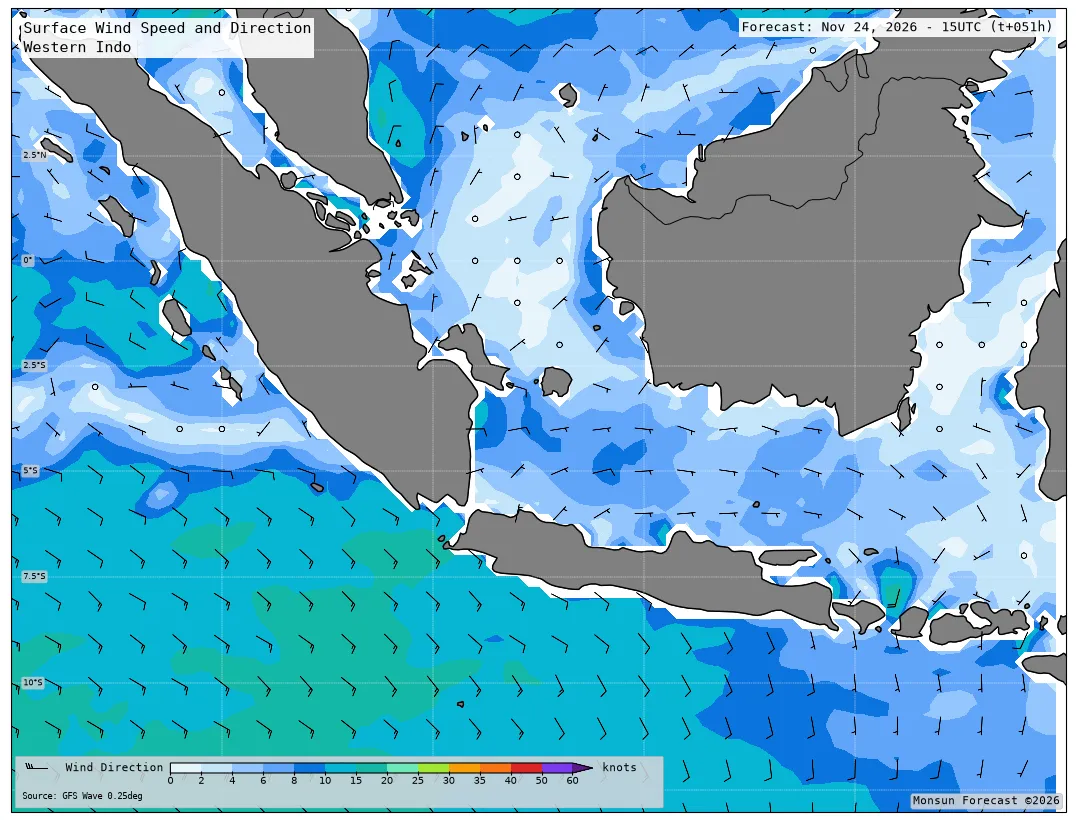 Surface Wind Speed and Direction
Western Indo
Forecast: Nov 24, 2026 - 15UTC (t+051h)
2.5°N
0°
2.5°S
5°S
7.5°S
10°S
Wind Direction
0 2 4 6 8 10 15 20 25 30 40 50 60
knots
Source: GFS Wave 0.25deg
Monsun Forecast ©2026